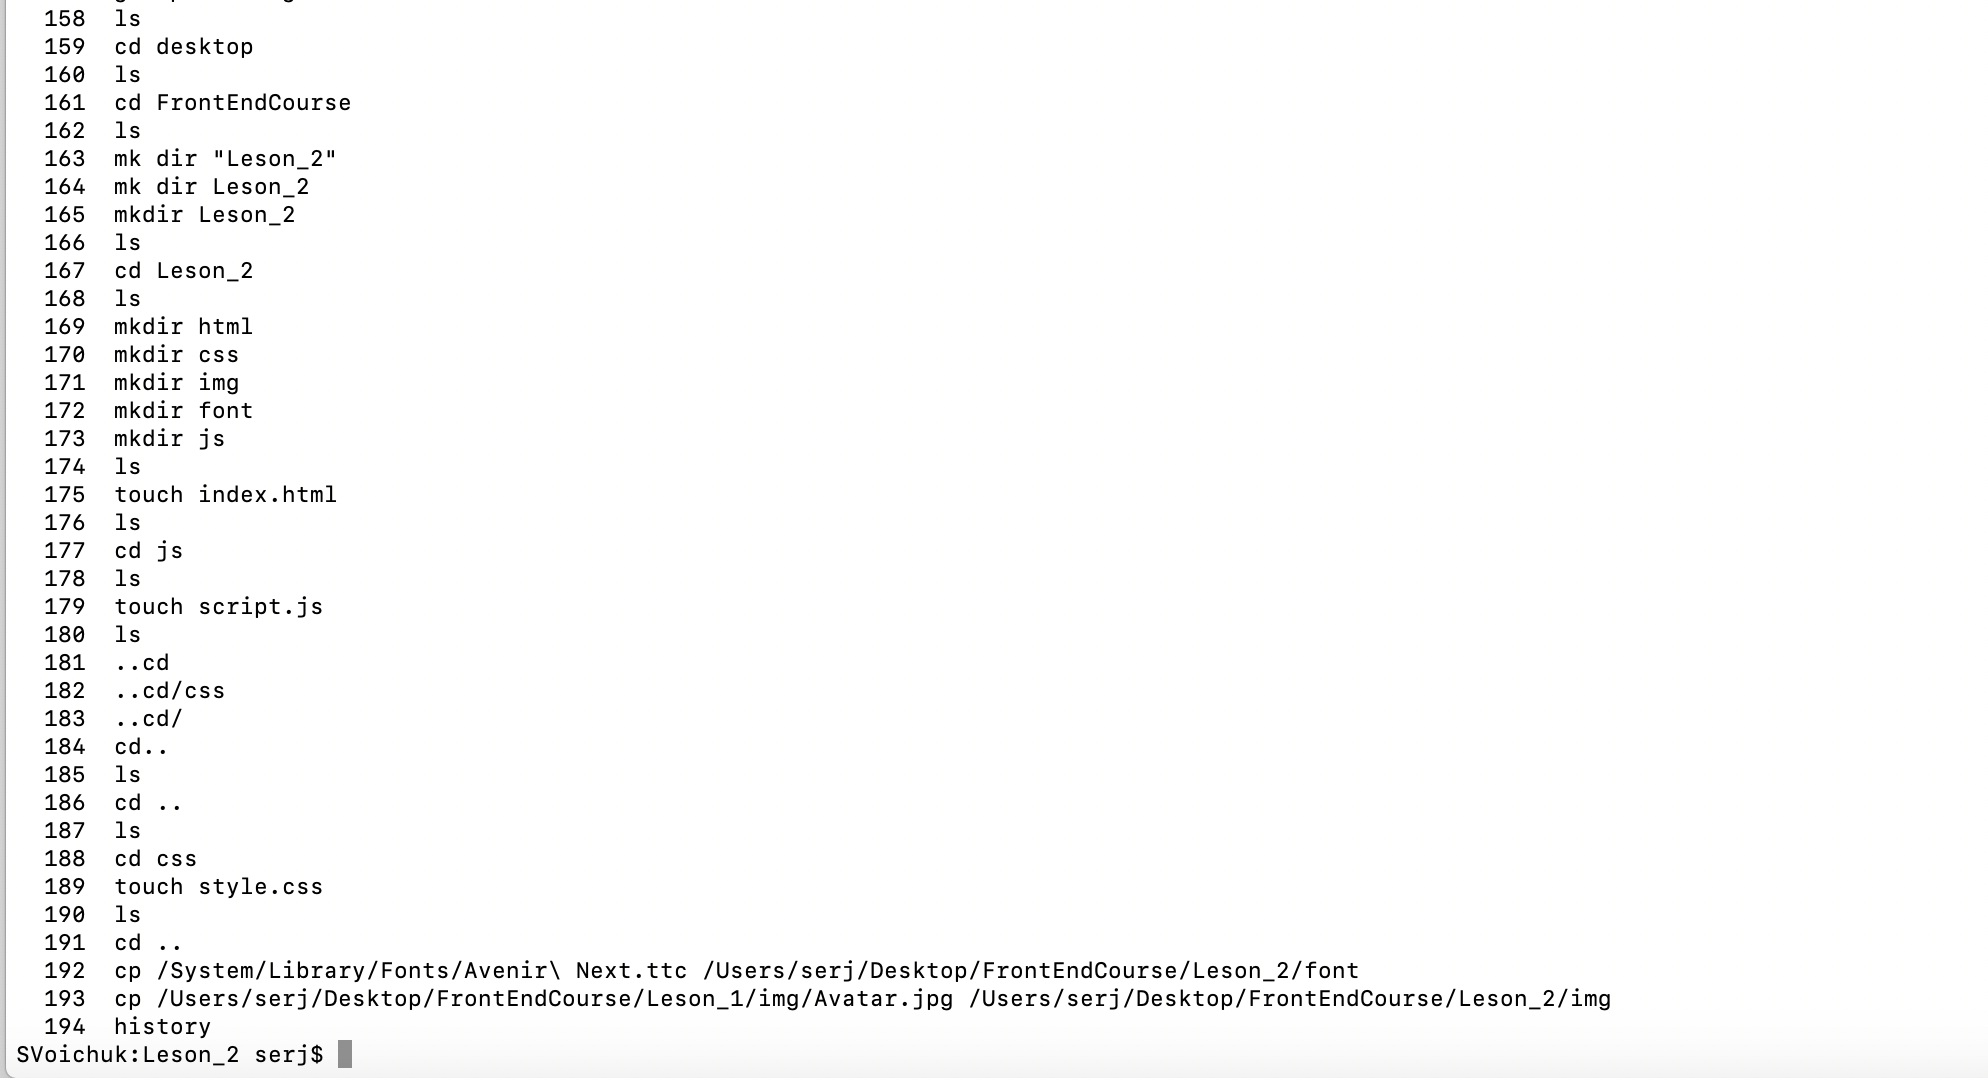 158 ls
159 cd desktop
160 ls
161 cd FrontEndCourse
162 ls
163 mk dir "Leson_2"
164 mk dir Leson_2
165 mkdir Leson_2
166 ls
167 cd Leson_2
168 ls
169 mkdir html
170 mkdir css
171 mkdir img
172 mkdir font
173 mkdir js
174 ls
175 touch index.html
176 ls
177 cd js
178 ls
179 touch script.js
180 ls
181 ..cd
182 ..cd/css
183 ..cd/
184 cd..
185 ls
186 cd ..
187 ls
188 cd css
189 touch style.css
190 ls
191 cd ..
192 cp /System/Library/Fonts/Avenir\ Next.ttc /Users/serj/Desktop/FrontEndCourse/Leson_2/font
193 cp /Users/serj/Desktop/FrontEndCourse/Leson_1/img/Avatar.jpg /Users/serj/Desktop/FrontEndCourse/Leson_2/img
194 history
SVoichuk:Leson_2 serj$